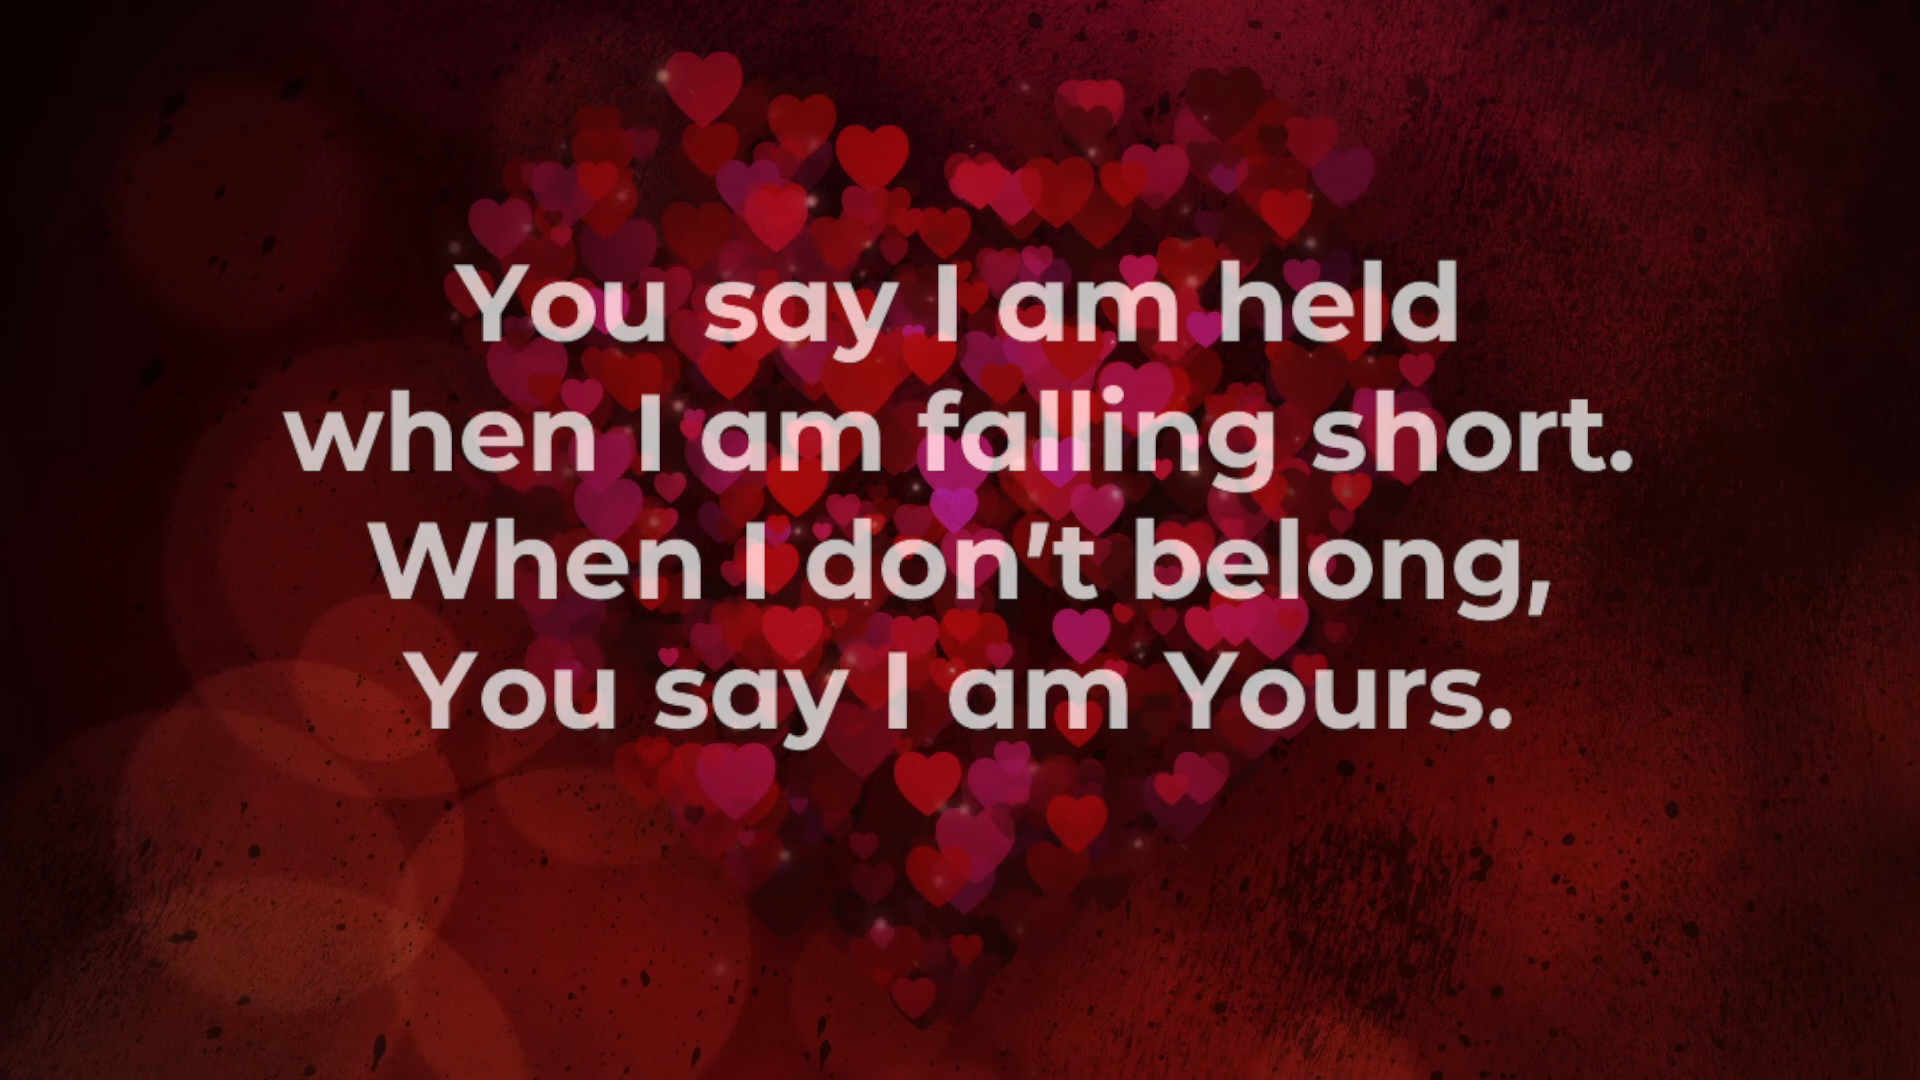 You say I am held
when I am falling short.
When I don’t belong,
You say I am Yours.